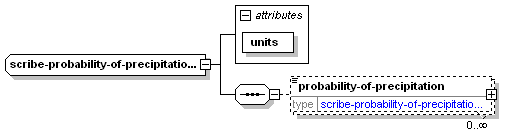 attributes
units
scribe-probability-of-precipitatio...
probability-of-precipitation
type scribe-probability-of-precipitatio...
0..∞